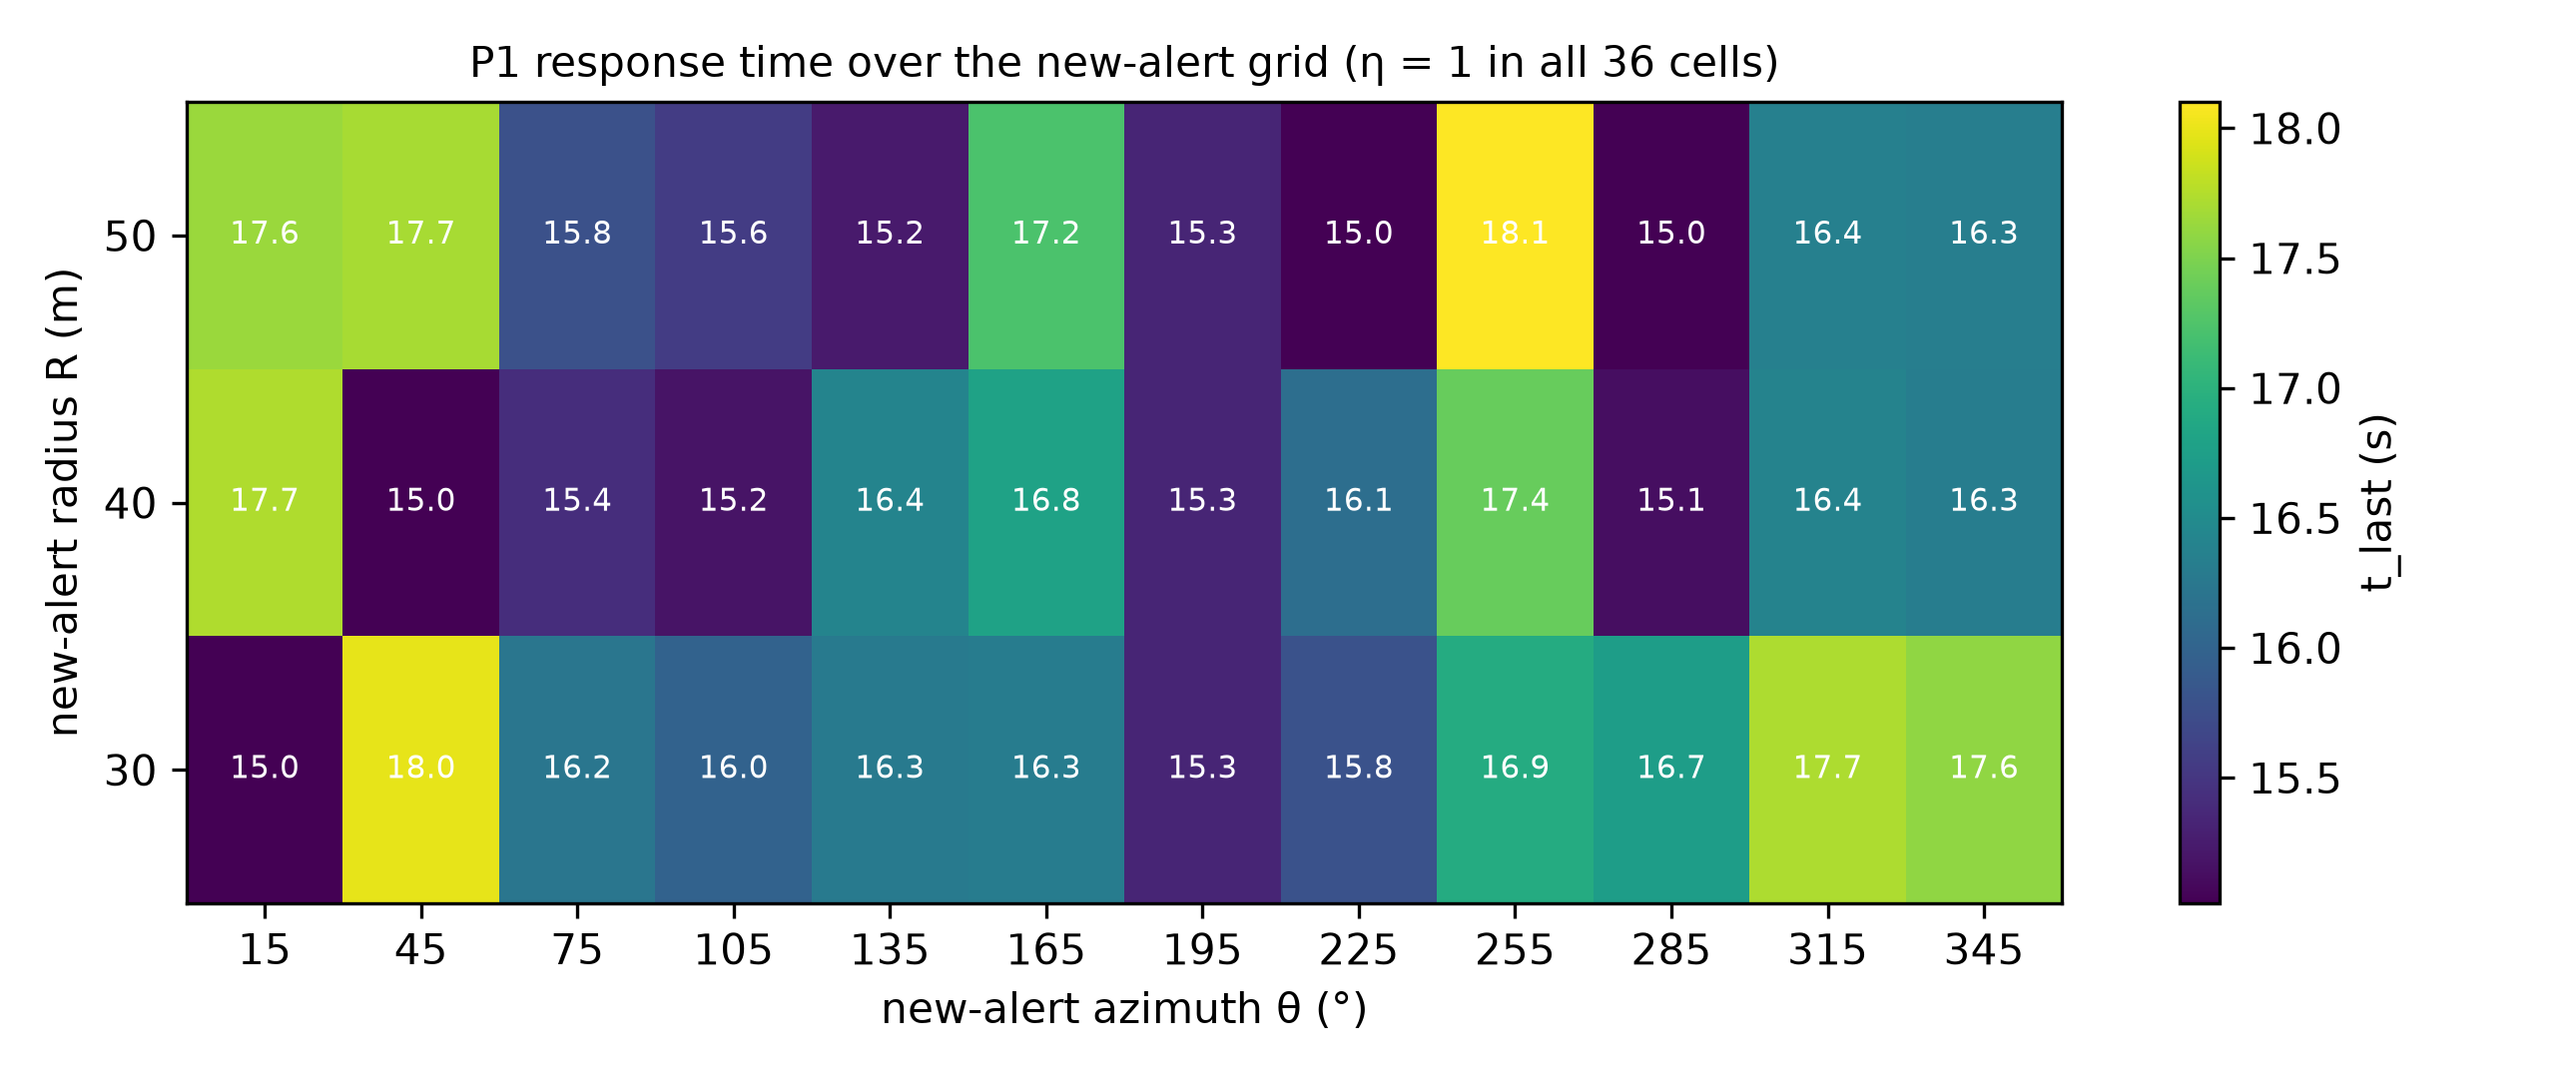 P1 response time over the new-alert grid (η = 1 in all 36 cells)
new-alert radius R (m)
50
17.6 17.7 15.8 15.6 15.2 17.2 15.3 15.0 18.1 15.0 16.4 16.3
40
17.7 15.0 15.4 15.2 16.4 16.8 15.3 16.1 17.4 15.1 16.4 16.3
30
15.0 18.0 16.2 16.0 16.3 16.3 15.3 15.8 16.9 16.7 17.7 17.6
15 45 75 105 135 165 195 225 255 285 315 345
new-alert azimuth θ (°)
18.0
17.5
17.0
16.5
16.0
15.5
t_last (s)